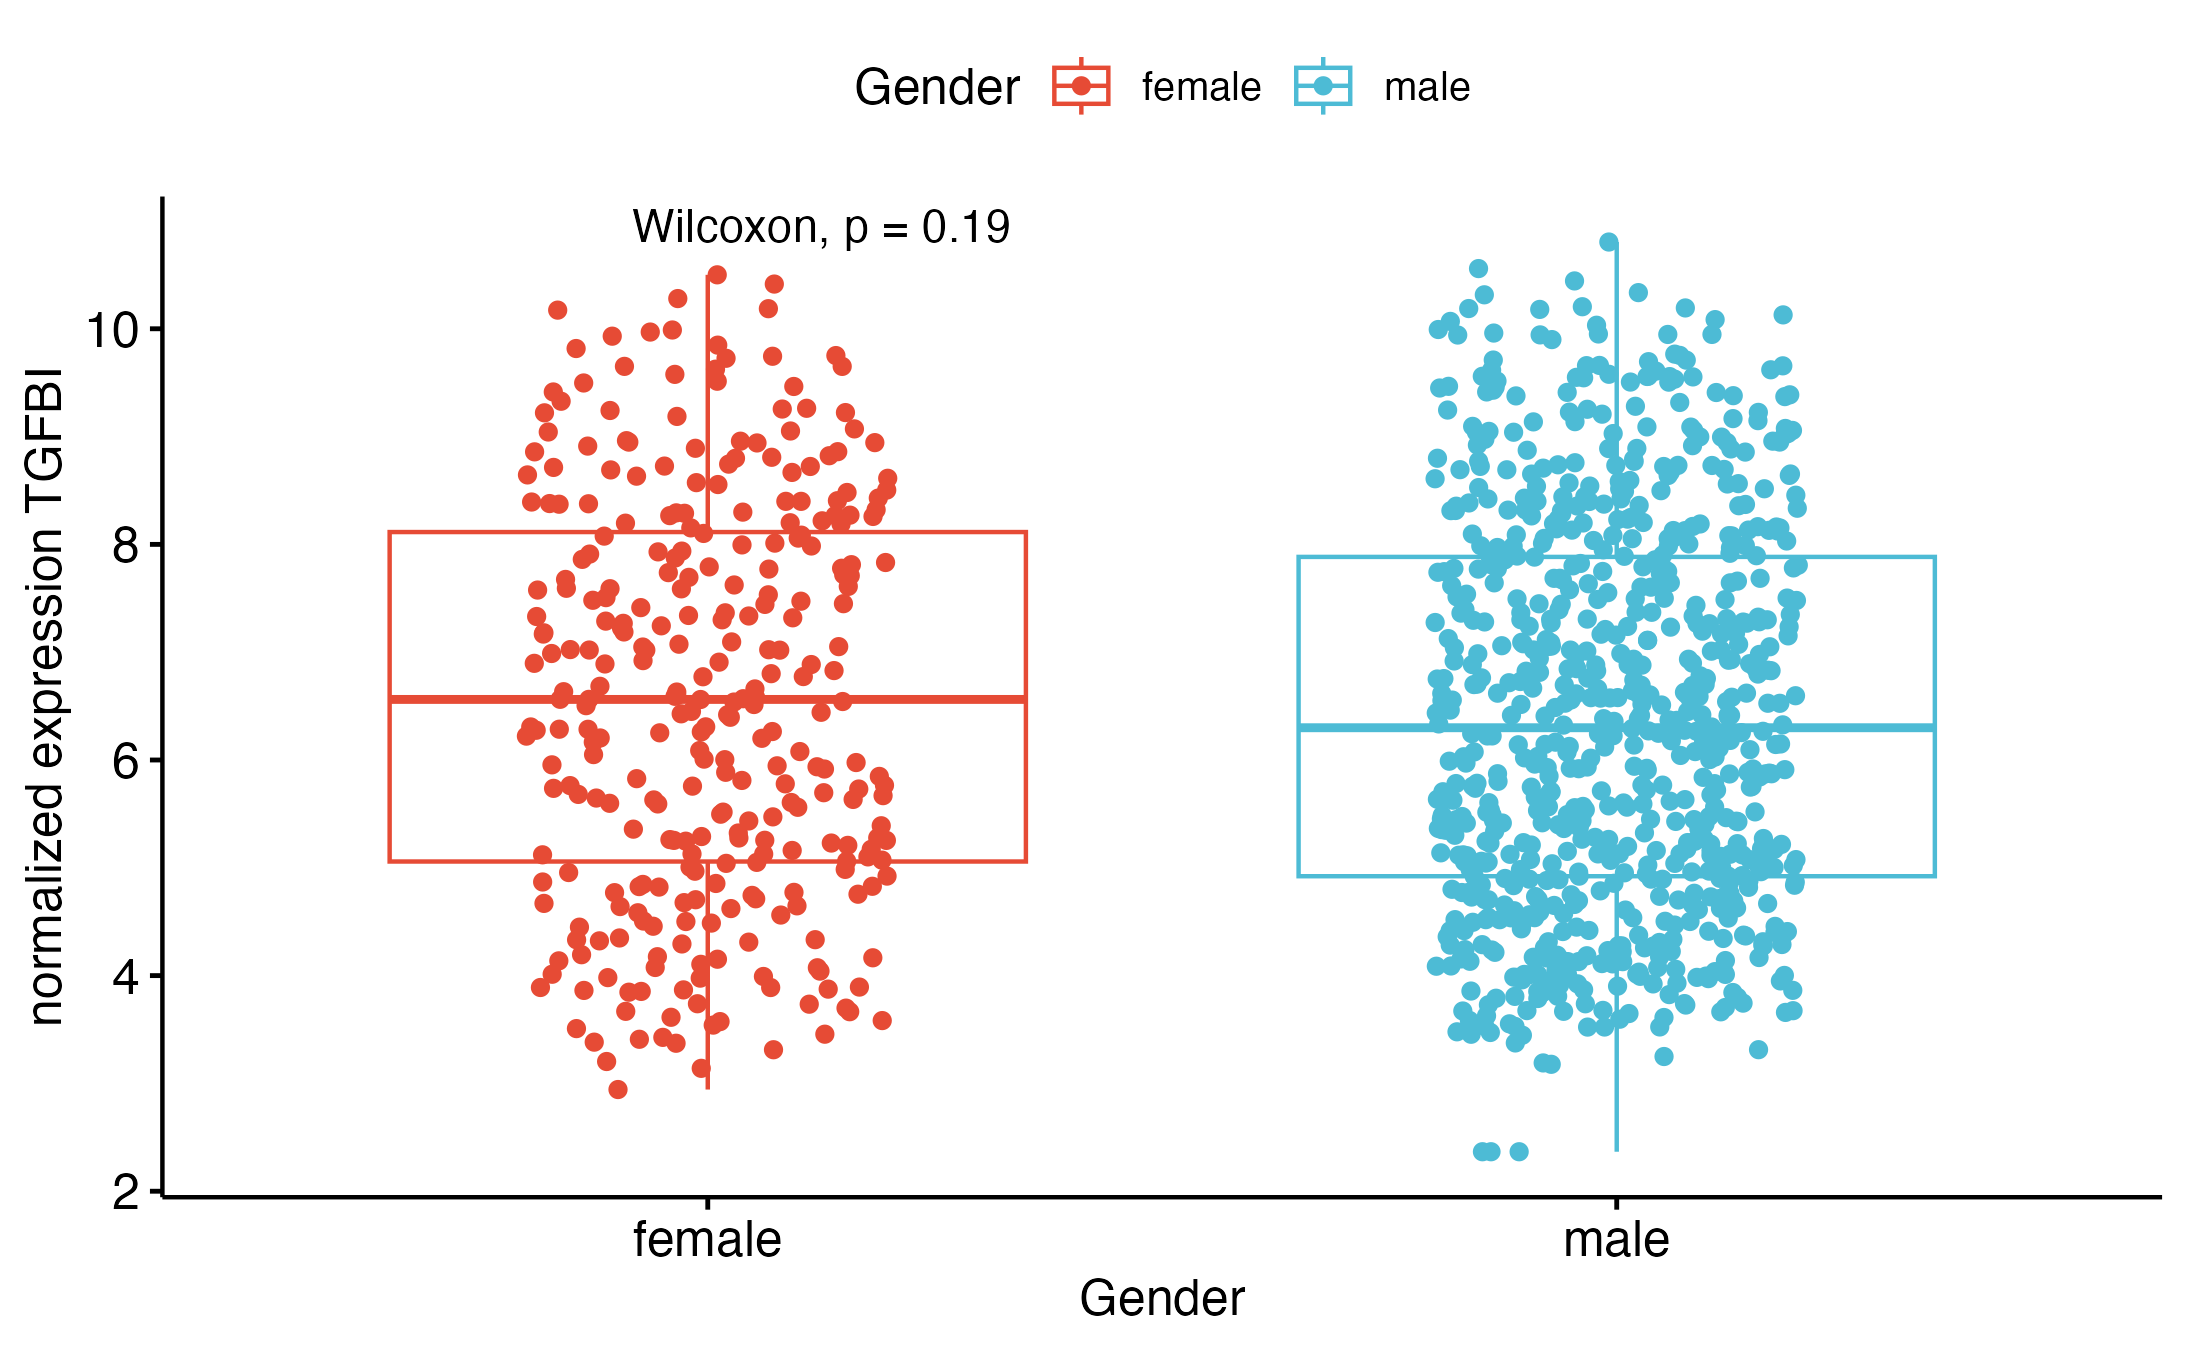 Gender female male
Wilcoxon, p = 0.19
normalized expression TGFBI
10
8
6
4
2
female male
Gender